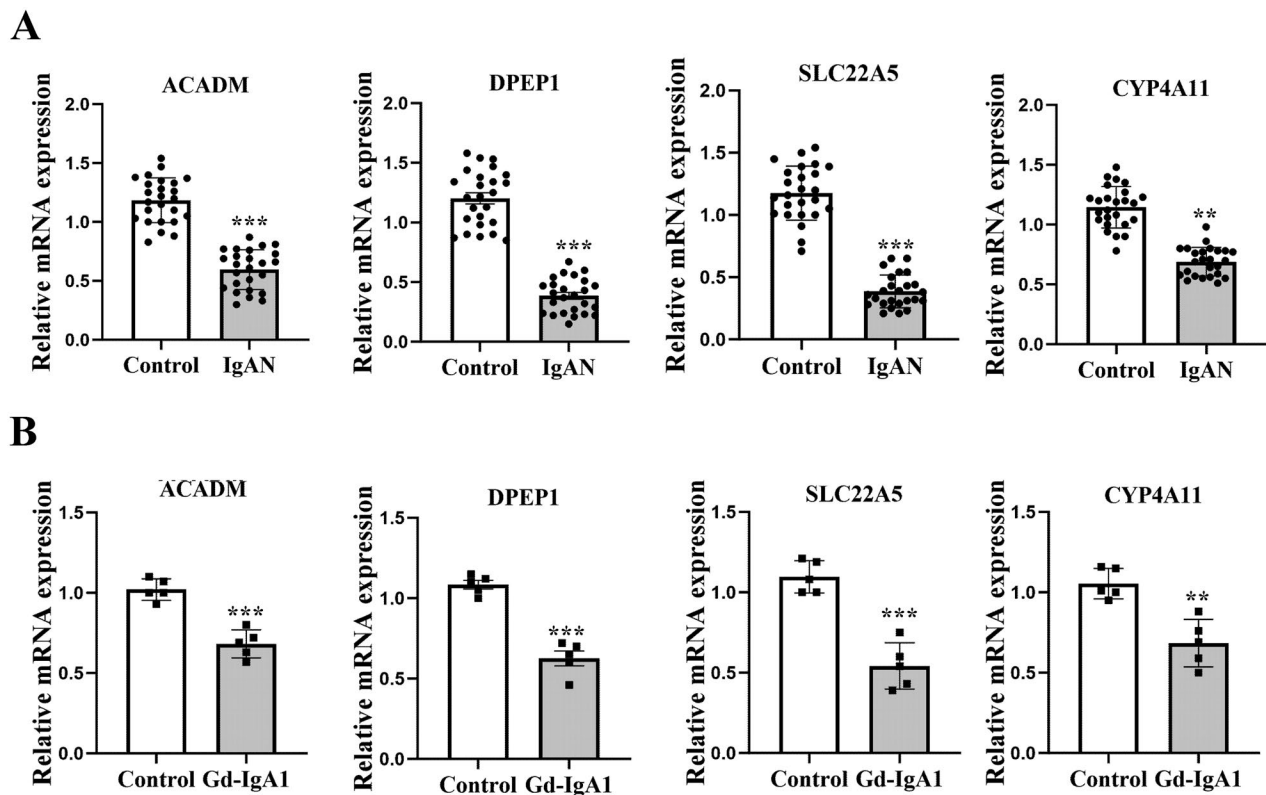 A
ACADM
Relative mRNA expression
2.0
1.5
1.0
0.5
0.0
***
Control IgAN
DPEP1
Relative mRNA expression
2.0
1.5
1.0
0.5
0.0
***
Control IgAN
SLC22A5
Relative mRNA expression
2.0
1.5
1.0
0.5
0.0
***
Control IgAN
CYP4A11
Relative mRNA expression
2.0
1.5
1.0
0.5
0.0
**
Control IgAN
B
ACADM
Relative mRNA expression
1.5
1.0
0.5
0.0
***
Control Gd-IgA1
DPEP1
Relative mRNA expression
1.5
1.0
0.5
0.0
***
Control Gd-IgA1
SLC22A5
Relative mRNA expression
1.5
1.0
0.5
0.0
***
Control Gd-IgA1
CYP4A11
Relative mRNA expression
1.5
1.0
0.5
0.0
**
Control Gd-IgA1